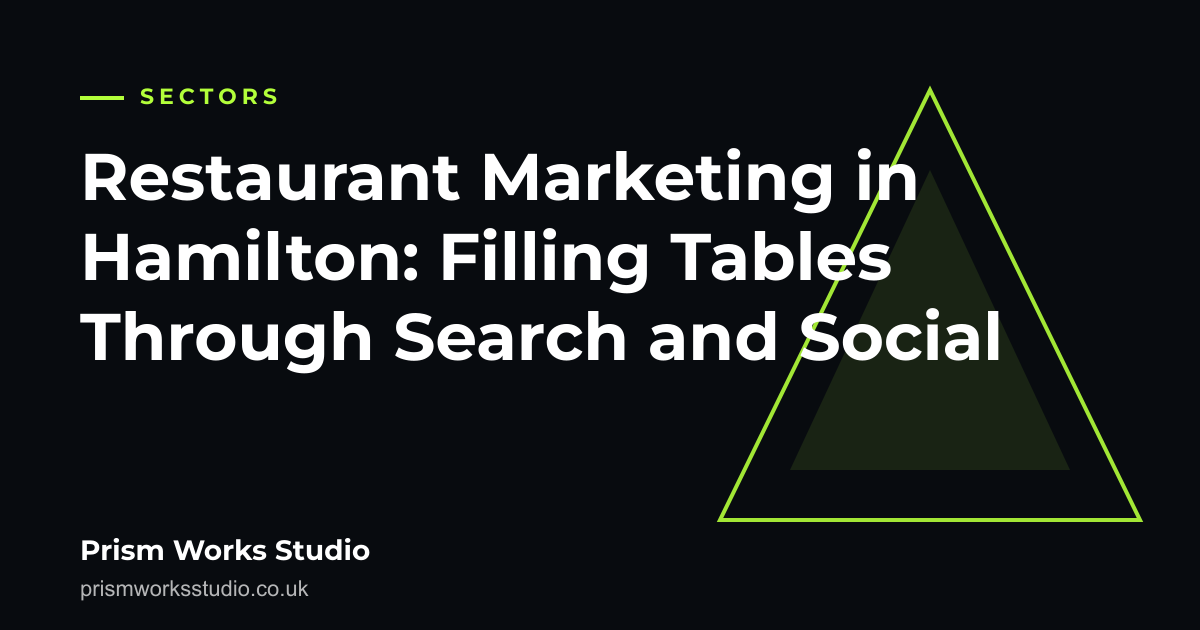 SECTORS
Restaurant Marketing in
Hamilton: Filling Tables
Through Search and Social
Prism Works Studio
prismworksstudio.co.uk